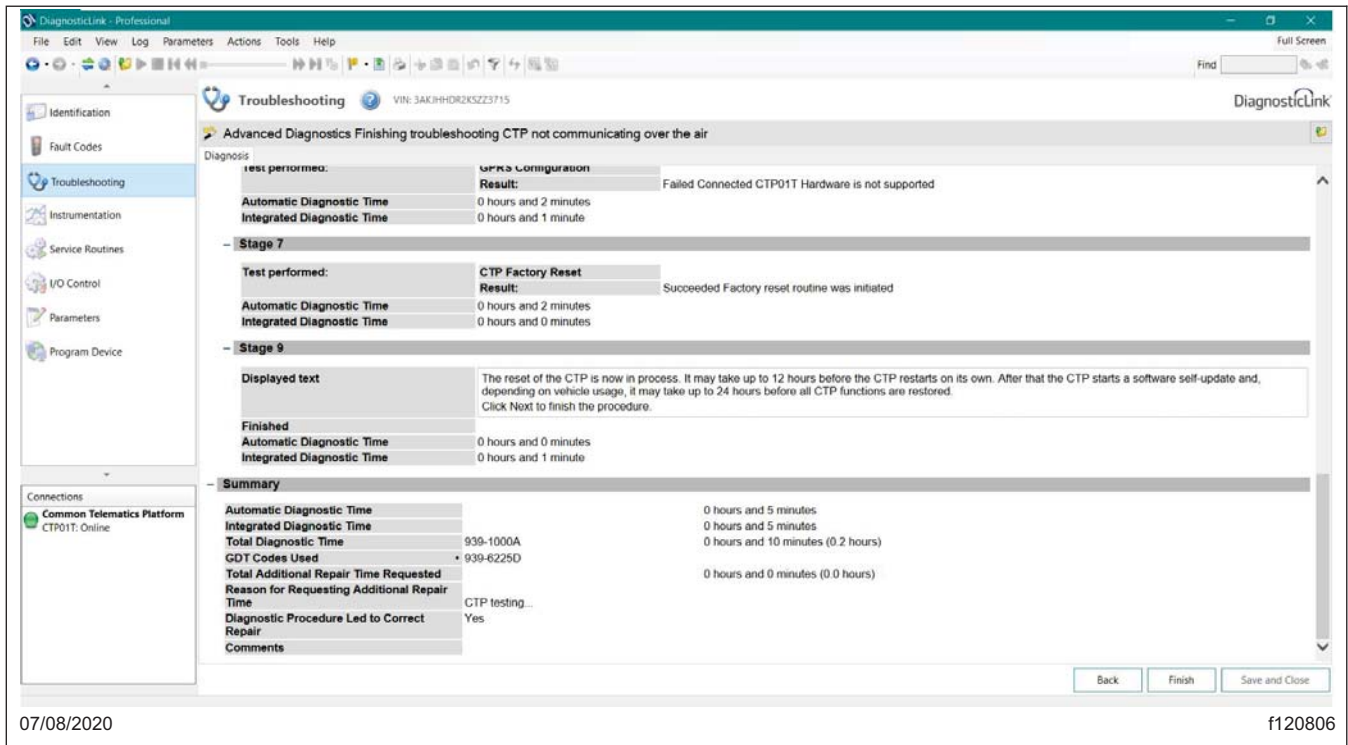 DiagnosticLink - Professional
File Edit View Log Parameters Actions Tools Help Full Screen
Find
Identification
Fault Codes
Troubleshooting
Instrumentation
Service Routines
I/O Control
Parameters
Program Device
Connections
Common Telematics Platform
CTP01T: Online
Troubleshooting ? VIN: 3AKJHHDR2KSZZ3715 DiagnosticLink
Advanced Diagnostics Finishing troubleshooting CTP not communicating over the air
Diagnosis
Test performed: GPRS Configuration
Result: Failed Connected CTP01T Hardware is not supported
Automatic Diagnostic Time 0 hours and 2 minutes
Integrated Diagnostic Time 0 hours and 1 minute
– Stage 7
Test performed: CTP Factory Reset
Result: Succeeded Factory reset routine was initiated
Automatic Diagnostic Time 0 hours and 2 minutes
Integrated Diagnostic Time 0 hours and 0 minutes
– Stage 9
Displayed text The reset of the CTP is now in process. It may take up to 12 hours before the CTP restarts on its own. After that the CTP starts a software self-update and,
depending on vehicle usage, it may take up to 24 hours before all CTP functions are restored.
Click Next to finish the procedure.
Finished
Automatic Diagnostic Time 0 hours and 0 minutes
Integrated Diagnostic Time 0 hours and 1 minute
– Summary
Automatic Diagnostic Time 0 hours and 5 minutes
Integrated Diagnostic Time 0 hours and 5 minutes
Total Diagnostic Time 939-1000A 0 hours and 10 minutes (0.2 hours)
GDT Codes Used • 939-6225D
Total Additional Repair Time Requested 0 hours and 0 minutes (0.0 hours)
Reason for Requesting Additional Repair
Time CTP testing...
Diagnostic Procedure Led to Correct Yes
Repair
Comments
Back Finish Save and Close
07/08/2020 f120806